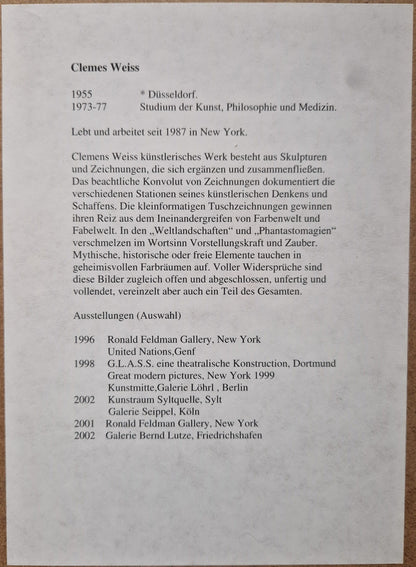 Clemes Weiss
1955 * Düsseldorf.
1973-77 Studium der Kunst, Philosophie und Medizin.
Lebt und arbeitet seit 1987 in New York.
Clemens Weiss künstlerisches Werk besteht aus Skulpturen
und Zeichnungen, die sich ergänzen und zusammenfließen.
Das beachtliche Konvolut von Zeichnungen dokumentiert die
verschiedenen Stationen seines künstlerischen Denkens und
Schaffens. Die kleinformatigen Tuschzeichnungen gewinnen
ihren Reiz aus dem Ineinandergreifen von Farbenwelt und
Fabelwelt. In den „Weltlandschaften“ und „Phantastomagien“
verschmelzen im Wortsinn Vorstellungskraft und Zauber.
Mythische, historische oder freie Elemente tauchen in
geheimisvollen Farbräumen auf. Voller Widersprüche sind
diese Bilder zugleich offen und abgeschlossen, unfertig und
vollendet, vereinzelt aber auch ein Teil des Gesamten.
Ausstellungen (Auswahl)
1996 Ronald Feldman Gallery, New York
United Nations,Genf
1998 G.L.A.S.S. eine theatralische Konstruction, Dortmund
Great modern pictures, New York 1999
Kunstmitte,Galerie Löhrl , Berlin
2002 Kunstraum Syltquelle, Sylt
Galerie Seippel, Köln
2001 Ronald Feldman Gallery, New York
2002 Galerie Bernd Lutze, Friedrichshafen